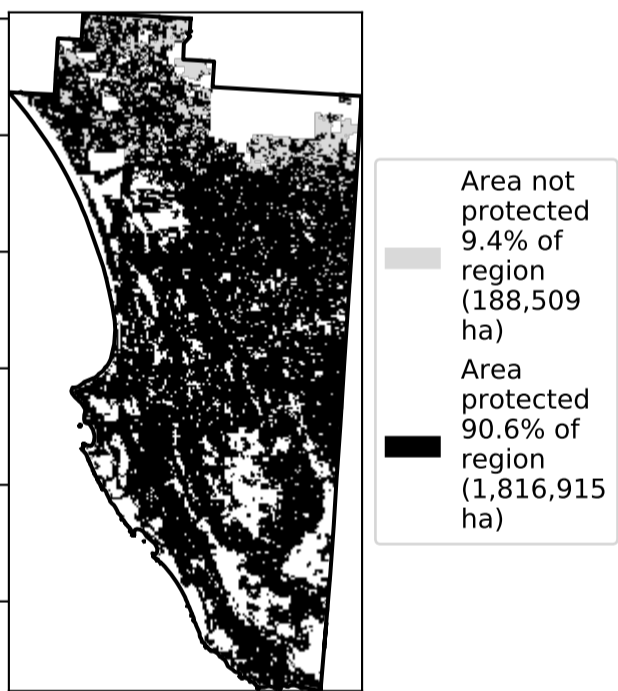 Area not
protected
9.4% of
region
(188,509
ha)
Area
protected
90.6% of
region
(1,816,915
ha)